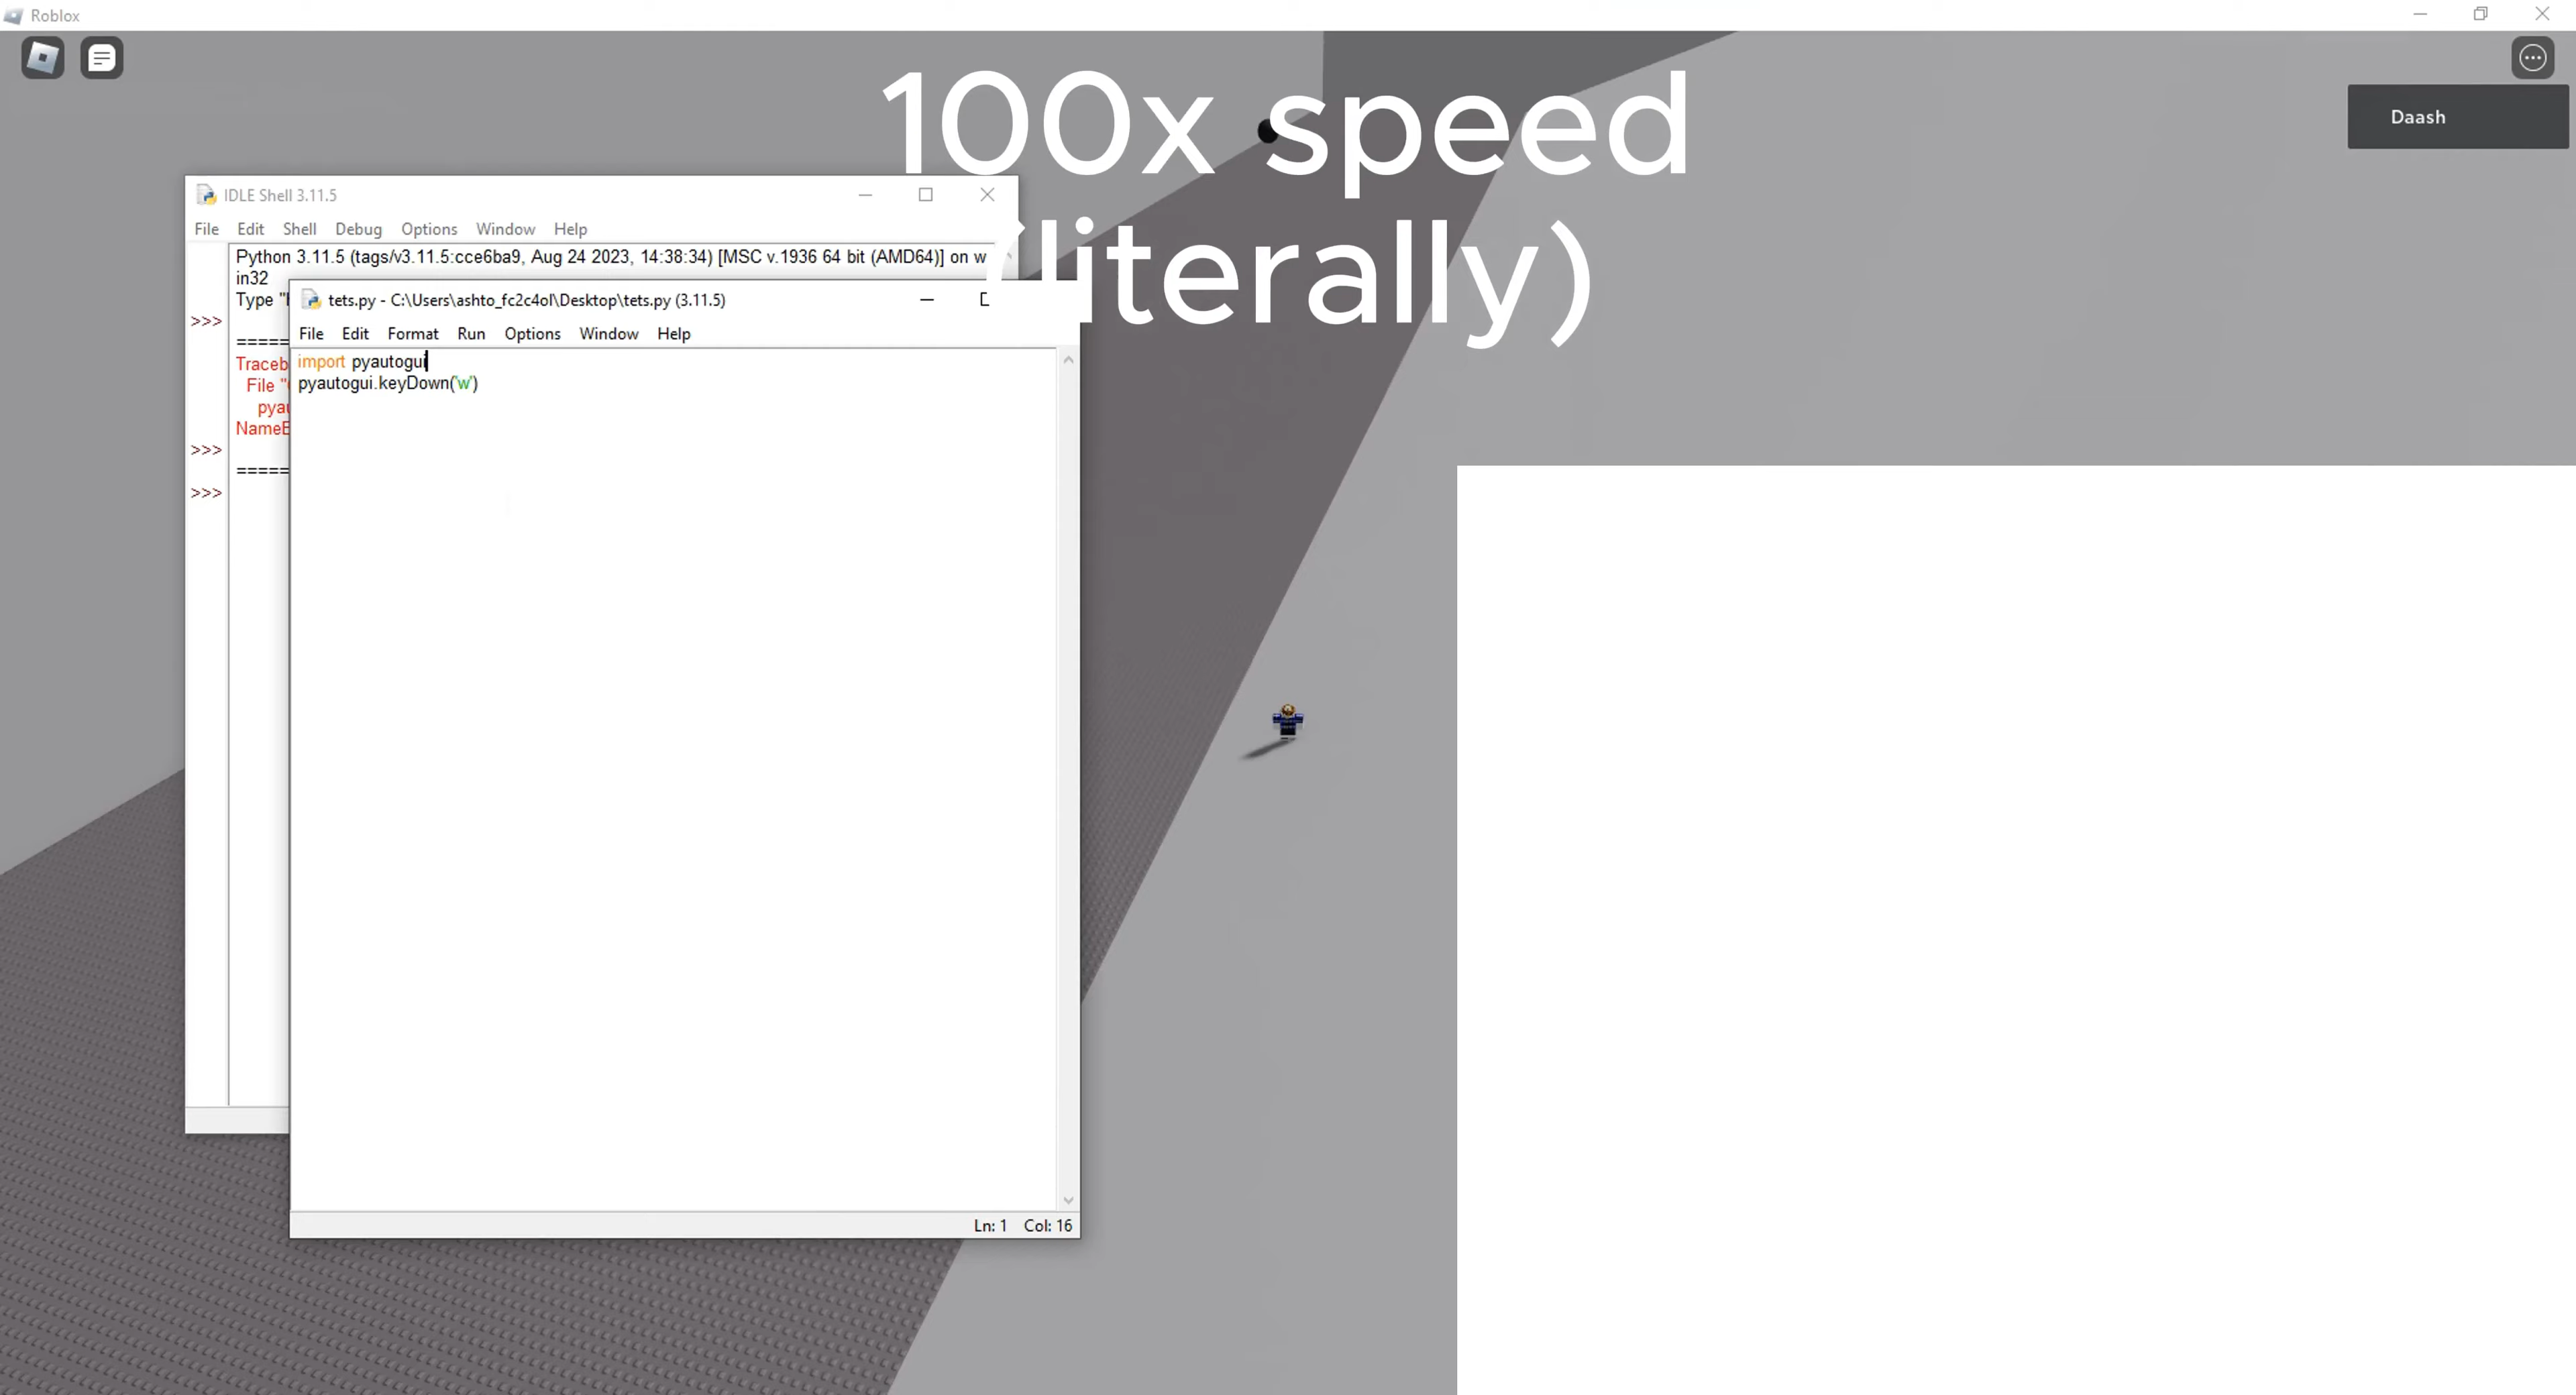 Roblox
100x speed
(literally)
Daash
IDLE Shell 3.11.5
File Edit Shell Debug Options Window Help
Python 3.11.5 (tags/v3.11.5:cce6ba9, Aug 24 2023, 14:38:34) [MSC v.1936 64 bit (AMD64)] on w
in32
Type
>>>
======
File
>>>
======
>>>
tets.py - C:\Users\ashto_fc2c4ol\Desktop\tets.py (3.11.5)
File Edit Format Run Options Window Help
import pyautogui
pyautogui.keyDown('w')
Ln: 1 Col: 16